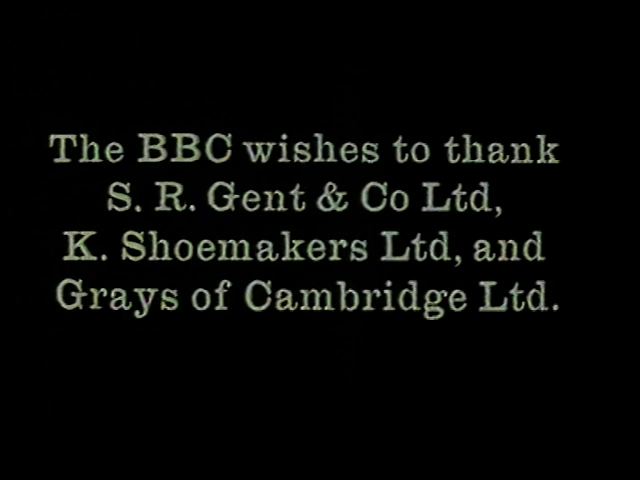 The BBC wishes to thank
S. R. Gent & Co Ltd,
K. Shoemakers Ltd, and
Grays of Cambridge Ltd.